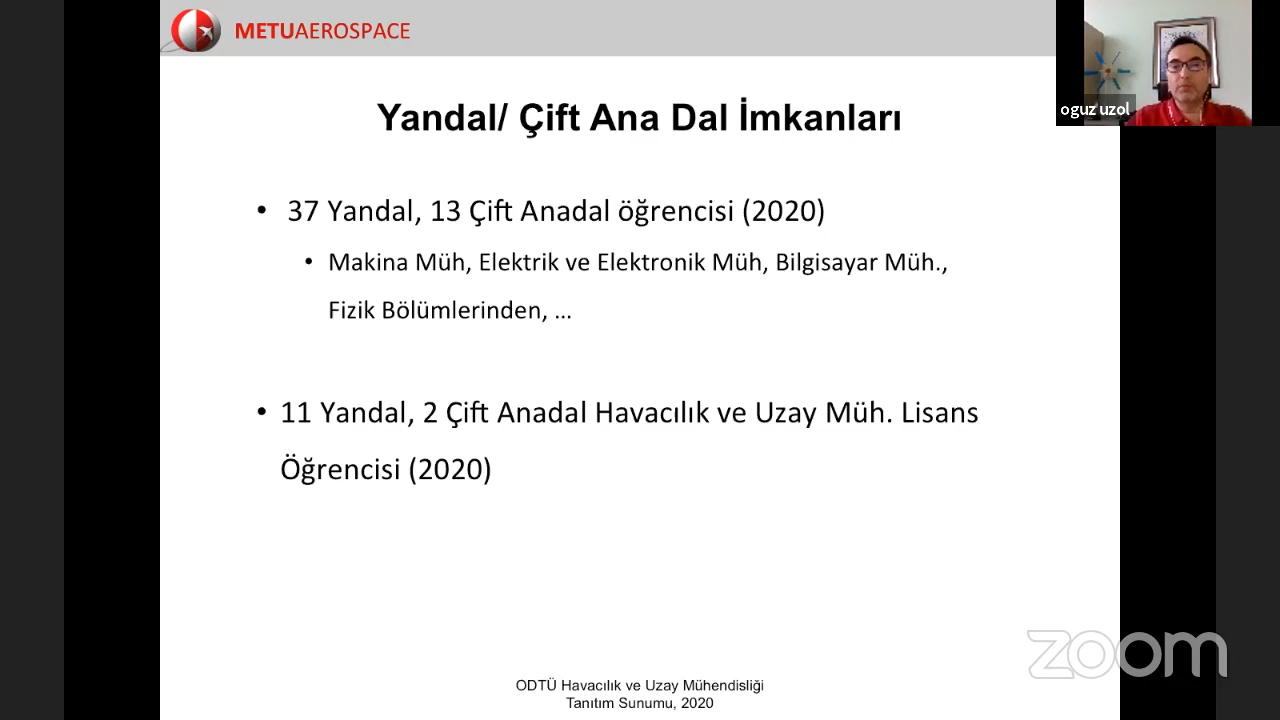 METUAEROSPACE
oguz uzol
Yandal/ Çift Ana Dal İmkanları
• 37 Yandal, 13 Çift Anadal öğrencisi (2020)
• Makina Müh, Elektrik ve Elektronik Müh, Bilgisayar Müh.,
Fizik Bölümlerinden, ...
• 11 Yandal, 2 Çift Anadal Havacılık ve Uzay Müh. Lisans
Öğrencisi (2020)
zoom
ODTÜ Havacılık ve Uzay Mühendisliği
Tanıtım Sunumu, 2020